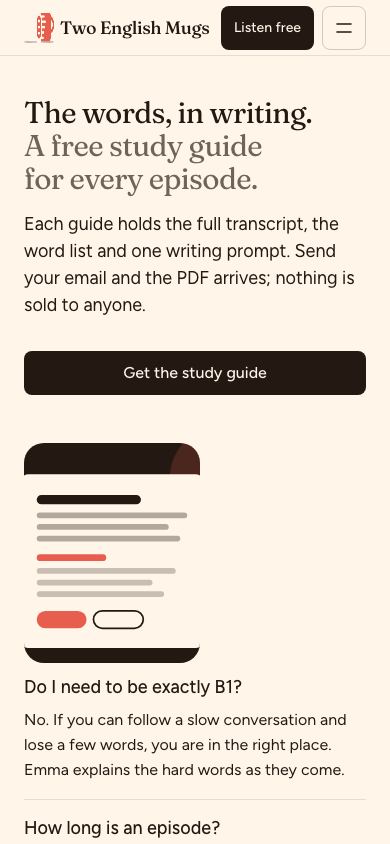 Two English Mugs
Listen free
The words, in writing.
A free study guide
for every episode.
Each guide holds the full transcript, the
word list and one writing prompt. Send
your email and the PDF arrives; nothing is
sold to anyone.
Get the study guide
Do I need to be exactly B1?
No. If you can follow a slow conversation and
lose a few words, you are in the right place.
Emma explains the hard words as they come.
How long is an episode?